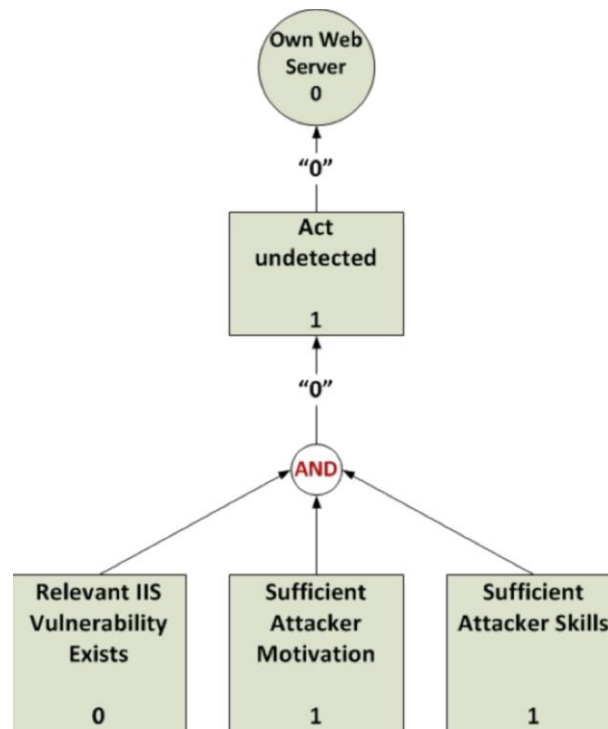 Own Web
Server
0
“0”
Act
undetected
1
“0”
AND
Relevant IIS
Vulnerability
Exists
0
Sufficient
Attacker
Motivation
1
Sufficient
Attacker Skills
1